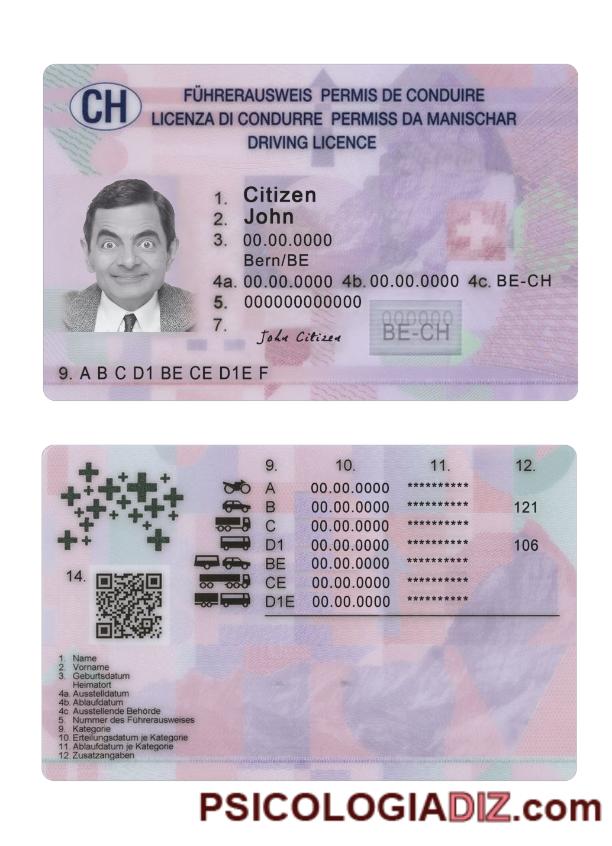 CH
FÜHRERAUSWEIS PERMIS DE CONDUIRE
LICENZA DI CONDURRE PERMISS DA MANISCHAR
DRIVING LICENCE
1. Citizen
2. John
3. 00.00.0000
Bern/BE
4a. 00.00.0000 4b. 00.00.0000 4c. BE-CH
5. 000000000000
7. John Citizen
000000
BE-CH
9. A B C D1 BE CE D1E F
9. 10. 11. 12.
A 00.00.0000 **********
B 00.00.0000 ********** 121
C 00.00.0000 **********
D1 00.00.0000 ********** 106
BE 00.00.0000 **********
CE 00.00.0000 **********
D1E 00.00.0000 **********
14.
1. Name
2. Vorname
3. Geburtsdatum
Heimatort
4a. Ausstelldatum
4b. Ablaufdatum
4c Ausstellende Behörde
5. Nummer des Führerausweises
9. Kategorie
10. Erteilungsdatum je Kategorie
11. Ablaufdatum je Kategorie
12. Zusatzangaben
PSICOLOGIADIZ.com